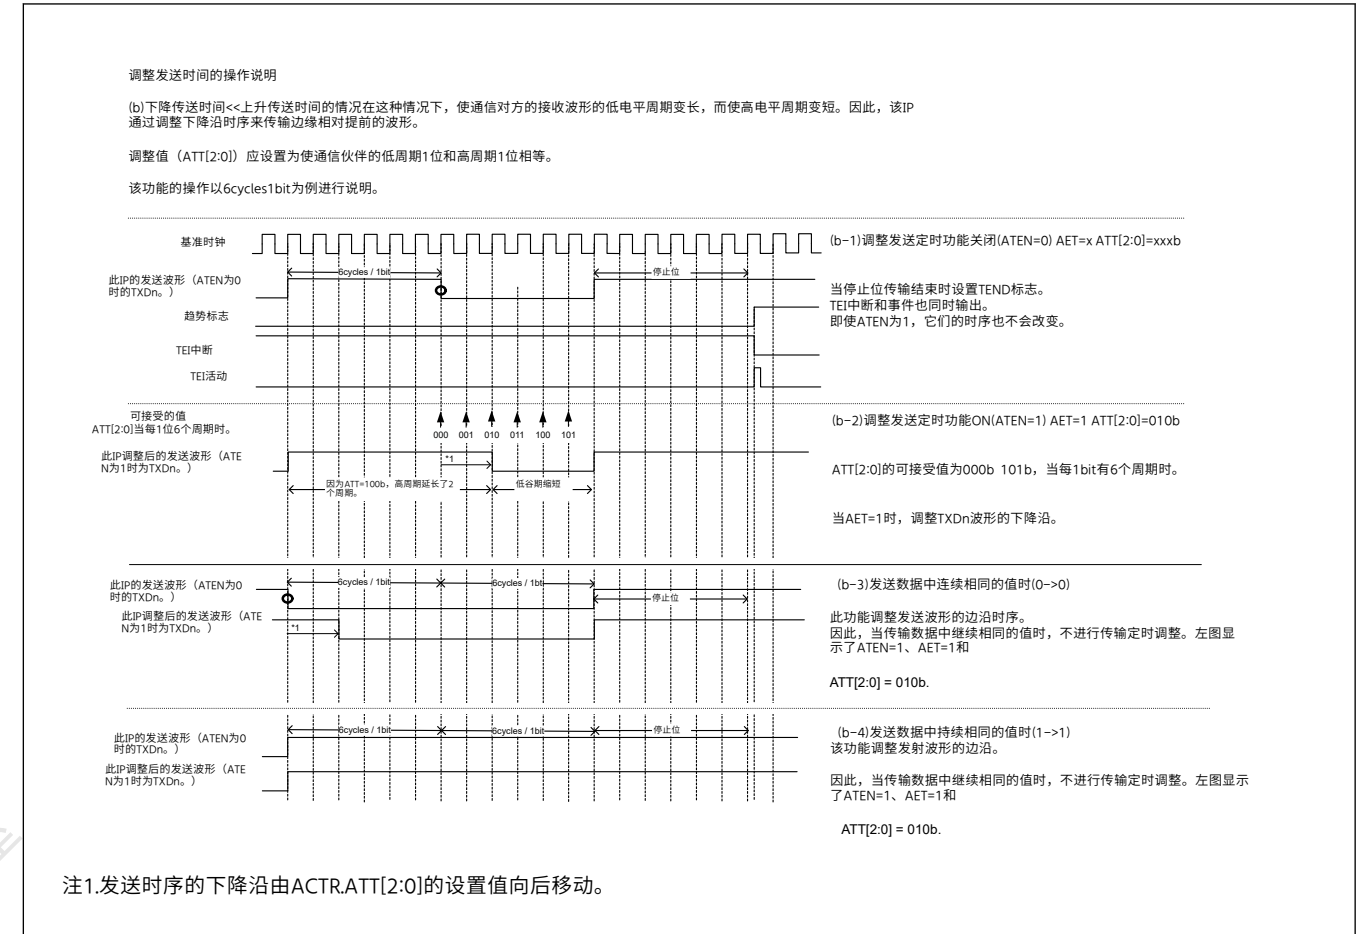 调整发送时间的操作说明
(b)下降传送时间<<上升传送时间的情况在这种情况下，使通信对方的接收波形的低电平周期变长，而使高电平周期变短。因此，该IP
通过调整下降沿时序来传输边缘相对提前的波形。
调整值（ATT[2:0]）应设置为使通信伙伴的低周期1位和高周期1位相等。
该功能的操作以6cycles1bit为例进行说明。
基准时钟
(b-1)调整发送定时功能关闭(ATEN=0) AET=x ATT[2:0]=xxxb
6cycles / 1bit
停止位
此IP的发送波形（ATEN为0
时的TXDn。）
当停止位传输结束时设置TEND标志。
TEI中断和事件也同时输出。
即使ATEN为1，它们的时序也不会改变。
趋势标志
TEI中断
TEI活动
可接受的值
ATT[2:0]当每1位6个周期时。
000 001 010 011 100 101
(b-2)调整发送定时功能ON(ATEN=1) AET=1 ATT[2:0]=010b
此IP调整后的发送波形（ATE
N为1时为TXDn。）
*1
ATT[2:0]的可接受值为000b 101b，当每1bit有6个周期时。
因为ATT=100b，高周期延长了2
个周期。
低谷期缩短
当AET=1时，调整TXDn波形的下降沿。
此IP的发送波形（ATEN为0
时的TXDn。）
6cycles / 1bit
6cycles / 1bit
停止位
(b-3)发送数据中连续相同的值时(0->0)
此IP调整后的发送波形（ATE
N为1时为TXDn。）
*1
此功能调整发送波形的边沿时序。
因此，当传输数据中继续相同的值时，不进行传输定时调整。左图显
示了ATEN=1、AET=1和
ATT[2:0] = 010b.
此IP的发送波形（ATEN为0
时的TXDn。）
6cycles / 1bit
6cycles / 1bit
停止位
(b-4)发送数据中持续相同的值时(1->1)
该功能调整发射波形的边沿。
此IP调整后的发送波形（ATE
N为1时为TXDn。）
因此，当传输数据中继续相同的值时，不进行传输定时调整。左图显示
了ATEN=1、AET=1和
ATT[2:0] = 010b.
注1.发送时序的下降沿由ACTR.ATT[2:0]的设置值向后移动。